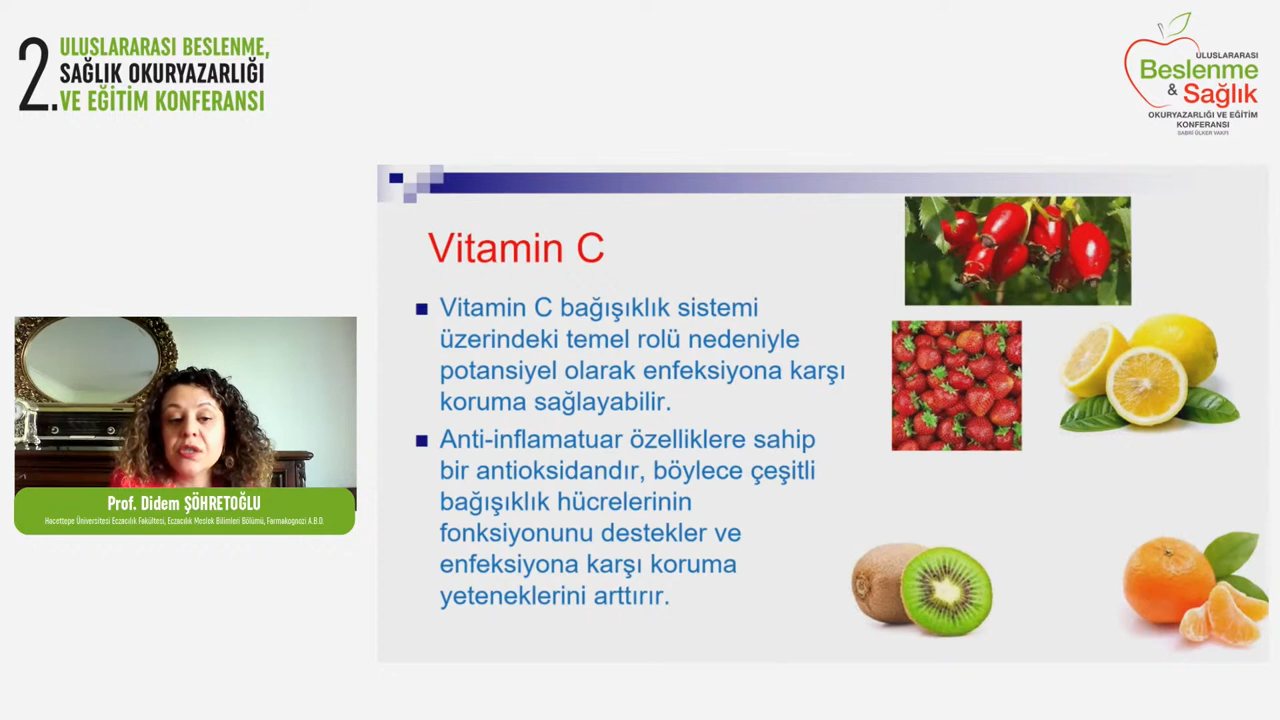 2.
ULUSLARARASI BESLENME,
SAĞLIK OKURYAZARLIĞI
VE EĞİTİM KONFERANSI
ULUSLARARASI
Beslenme
& Sağlık
OKURYAZARLIĞI VE EĞİTİM
KONFERANSI
SABRİ ÜLKER VAKFI
Vitamin C
Vitamin C bağışıklık sistemi
üzerindeki temel rolü nedeniyle
potansiyel olarak enfeksiyona karşı
koruma sağlayabilir.
Anti-inflamatuar özelliklere sahip
bir antioksidandır, böylece çeşitli
bağışıklık hücrelerinin
fonksiyonunu destekler ve
enfeksiyona karşı koruma
yeteneklerini arttırır.
Prof. Didem ŞÖHRETOĞLU
Hacettepe Üniversitesi Eczacılık Fakültesi, Eczacılık Meslek Bilimleri Bölümü, Farmakognozi A.B.D.